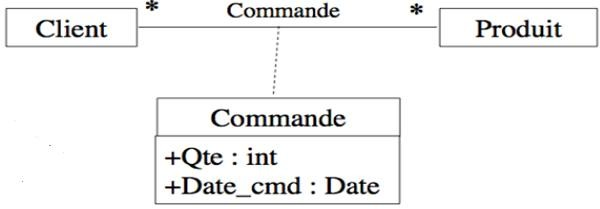 * Commande *
Client Produit
Commande
+Qte : int
+Date_cmd : Date